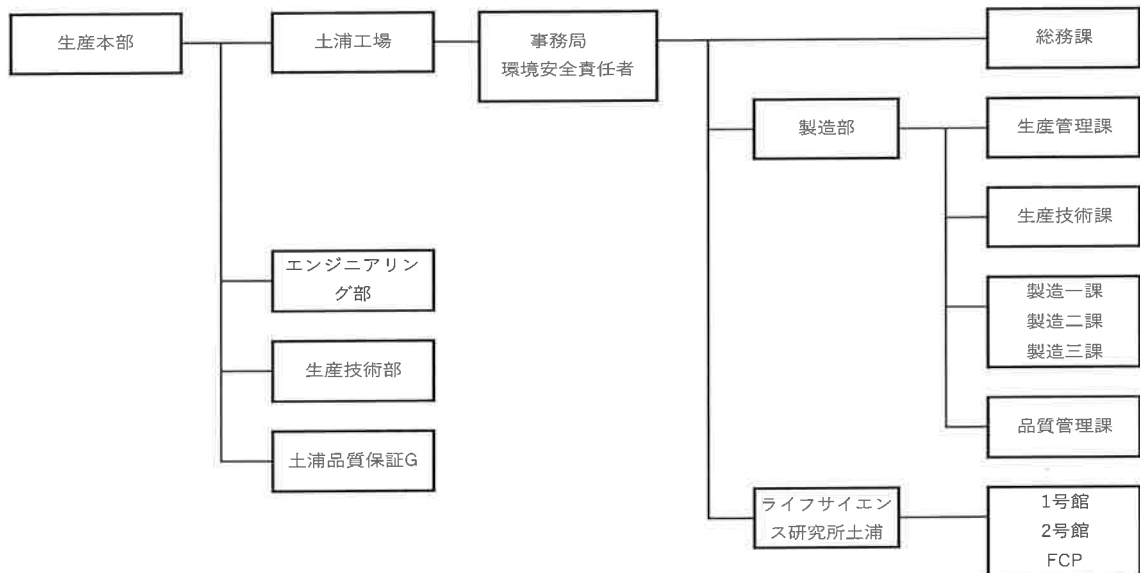 生産本部
土浦工場
事務局
環境安全責任者
総務課
製造部
生産管理課
生産技術課
エンジニアリン
グ部
製造一課
製造二課
製造三課
生産技術部
品質管理課
土浦品質保証G
ライフサイエン
ス研究所土浦
1号館
2号館
FCP